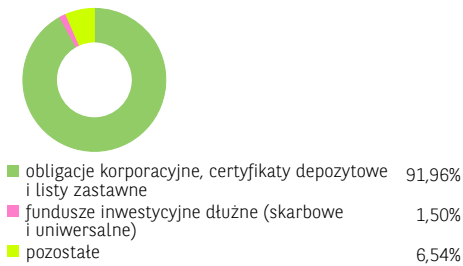 obligacje korporacyjne, certyfikaty depozytowe
i listy zastawne 91,96%
fundusze inwestycyjne dłużne (skarbowe
i uniwersalne) 1,50%
pozostałe 6,54%